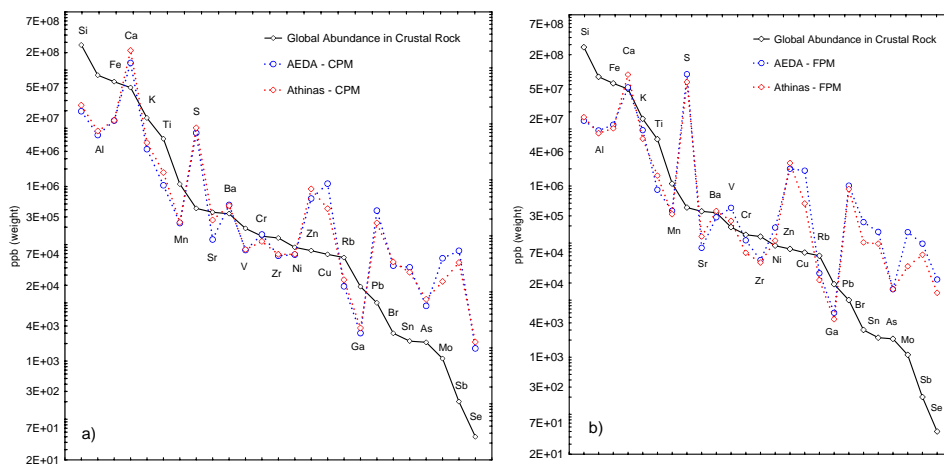 7E+08
2E+08
5E+07
2E+07
4E+06
1E+06
3E+05
7E+04
2E+04
4E+03
1E+03
3E+02
7E+01
2E+01
ppb (weight)
Si
Al
Fe
Ca
K
Ti
Mn
S
Sr
Ba
V
Cr
Zr
Ni
Zn
Cu
Rb
Ga
Pb
Br
Sn
As
Mo
Sb
Se
Global Abundance in Crustal Rock
AEDA - CPM
Athinas - CPM
a)
7E+08
2E+08
5E+07
2E+07
4E+06
1E+06
3E+05
7E+04
2E+04
4E+03
1E+03
3E+02
7E+01
2E+01
ppb (weight)
Si
Al
Fe
Ca
K
Ti
Mn
S
Sr
Ba
V
Cr
Zr
Ni
Zn
Cu
Rb
Ga
Pb
Br
Sn
As
Mo
Sb
Se
Global Abundance in Crustal Rock
AEDA - FPM
Athinas - FPM
b)